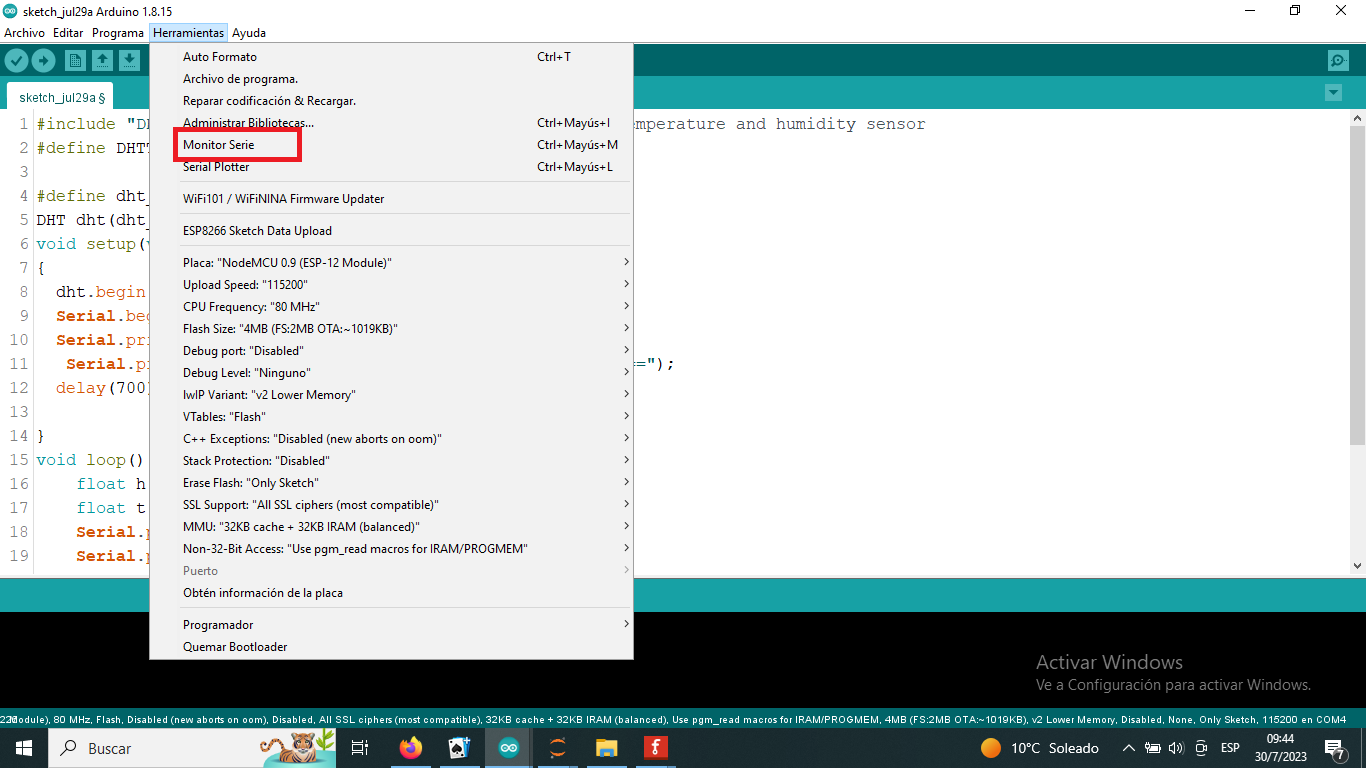 sketch_jul29a Arduino 1.8.15
Archivo Editar Programa Herramientas Ayuda
Auto Formato Ctrl+T
Archivo de programa.
Reparar codificación & Recargar.
Administrar Bibliotecas... Ctrl+Mayús+I
Monitor Serie Ctrl+Mayús+M
Serial Plotter Ctrl+Mayús+L
WiFi101 / WiFiNINA Firmware Updater
ESP8266 Sketch Data Upload
Placa: "NodeMCU 0.9 (ESP-12 Module)"
Upload Speed: "115200"
CPU Frequency: "80 MHz"
Flash Size: "4MB (FS:2MB OTA:~1019KB)"
Debug port: "Disabled"
Debug Level: "Ninguno"
lwIP Variant: "v2 Lower Memory"
VTables: "Flash"
C++ Exceptions: "Disabled (new aborts on oom)"
Stack Protection: "Disabled"
Erase Flash: "Only Sketch"
SSL Support: "All SSL ciphers (most compatible)"
MMU: "32KB cache + 32KB IRAM (balanced)"
Non-32-Bit Access: "Use pgm_read macros for IRAM/PROGMEM"
Puerto
Obtén información de la placa
Programador
Quemar Bootloader
sketch_jul29a §
1 #include "DH mperature and humidity sensor
2 #define DHTT
3
4 #define dht_
5 DHT dht(dht_
6 void setup(v
7 {
8 dht.begin
9 Serial.beg
10 Serial.pri
11 Serial.pr =");
12 delay(700)
13
14 }
15 void loop()
16 float h
17 float t
18 Serial.p
19 Serial.p
Activar Windows
Ve a Configuración para activar Windows.
Module), 80 MHz, Flash, Disabled (new aborts on oom), Disabled, All SSL ciphers (most compatible), 32KB cache + 32KB IRAM (balanced), Use pgm_read macros for IRAM/PROGMEM, 4MB (FS:2MB OTA:~1019KB), v2 Lower Memory, Disabled, None, Only Sketch, 115200 en COM4
Buscar
10°C Soleado
ESP
09:44
30/7/2023
7